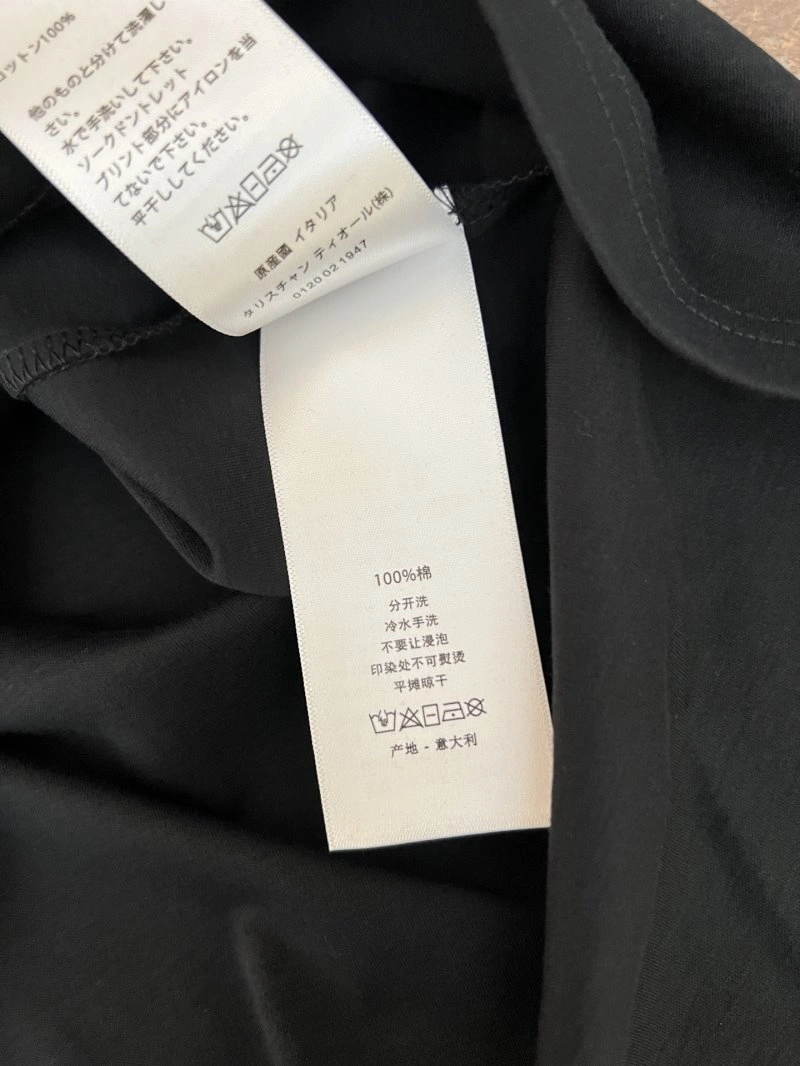 コットン100%
他のものと分けて洗濯し
さい。
水で手洗いして下さい。
ソークドントレット
プリント部分にアイロンを当
てないで下さい。
平干ししてください。
原産國 イタリア
タリスチャン ディオール(株)
0120 02 1947
100%棉
分开洗
冷水手洗
不要让浸泡
印染处不可熨烫
平摊晾干
产地 - 意大利